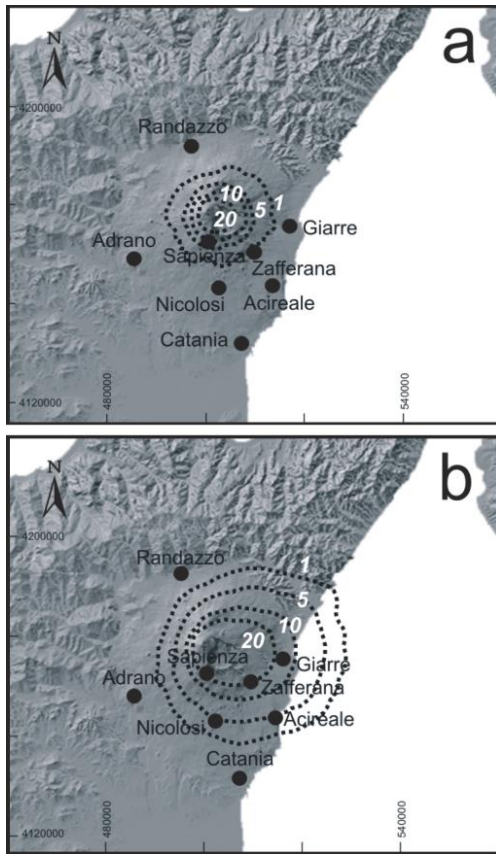 a
N
4200000
Randazzo
10
5 1
20
Giarre
Adrano
Sapienza
Zafferana
Nicolosi
Acireale
Catania
4120000
480000
540000
b
N
4200000
Randazzo
1
5
10
20
Sapienza
Giarre
Adrano
Zafferana
Nicolosi
Acireale
Catania
4120000
480000
540000